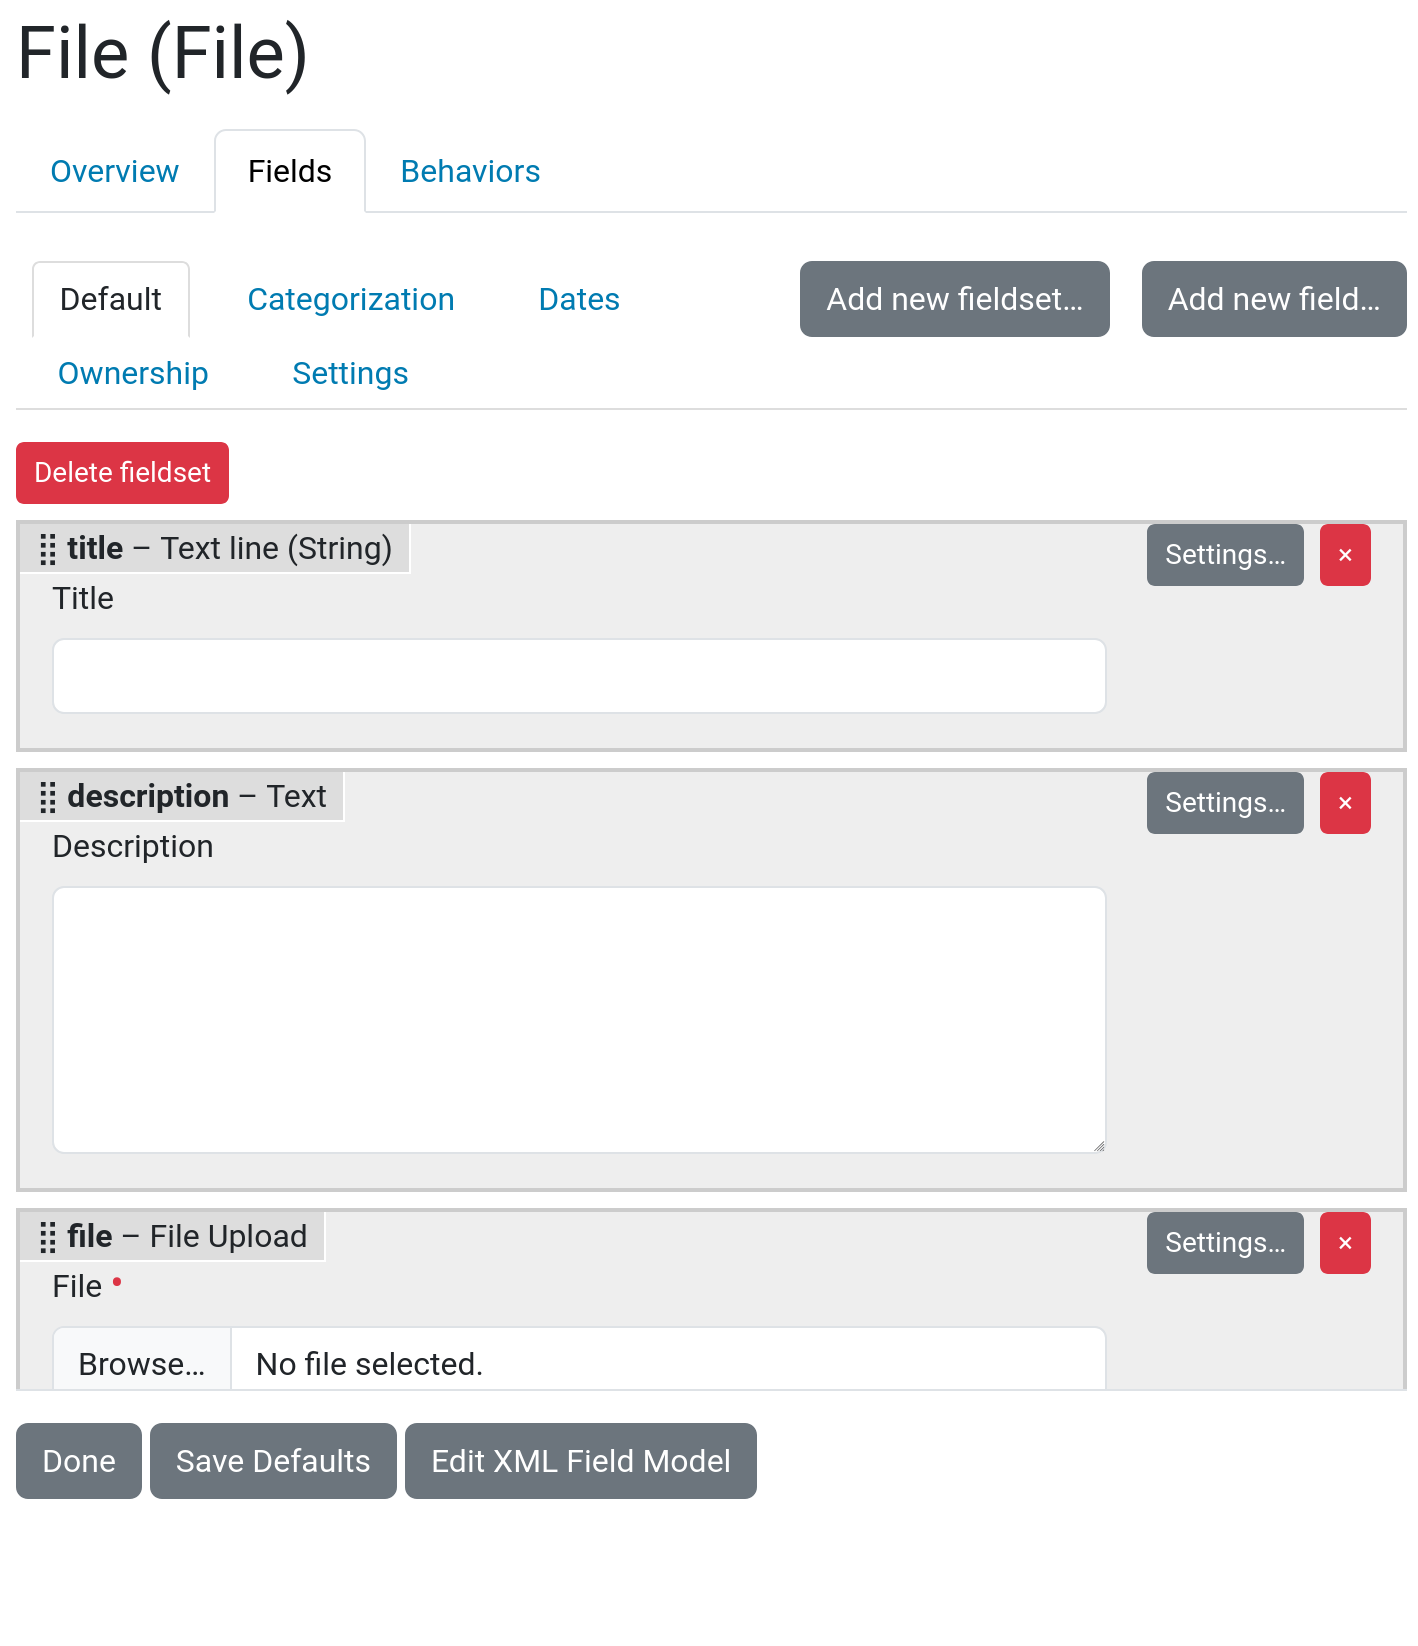 File (File)
Overview Fields Behaviors
Default Categorization Dates Add new fieldset... Add new field...
Ownership Settings
Delete fieldset
title – Text line (String) Settings... ×
Title
description – Text Settings... ×
Description
file – File Upload Settings... ×
File
Browse... No file selected.
Done Save Defaults Edit XML Field Model